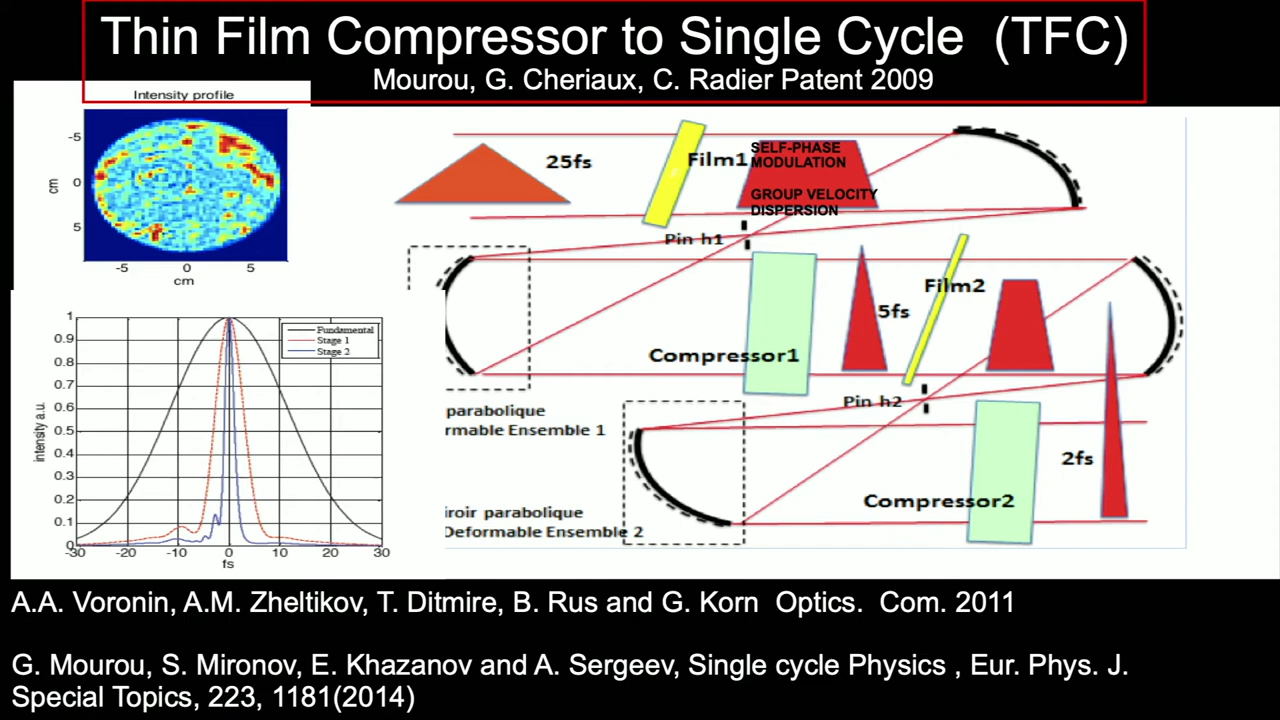 Thin Film Compressor to Single Cycle (TFC)
Mourou, G. Cheriaux, C. Radier Patent 2009
Intensity profile
-5
0
5
cm
-5 0 5
cm
25fs
Film1
SELF-PHASE
MODULATION
GROUP VELOCITY
DISPERSION
Pin h1
Compressor1
5fs
Film2
Pin h2
parabolique
rmable Ensemble 1
Compressor2
2fs
iroir parabolique
Deformable Ensemble 2
Fundamental
Stage 1
Stage 2
1
0.9
0.8
0.7
0.6
0.5
0.4
0.3
0.2
0.1
0
intensity a.u.
-30 -20 -10 0 10 20 30
fs
A.A. Voronin, A.M. Zheltikov, T. Ditmire, B. Rus and G. Korn Optics. Com. 2011
G. Mourou, S. Mironov, E. Khazanov and A. Sergeev, Single cycle Physics , Eur. Phys. J.
Special Topics, 223, 1181(2014)